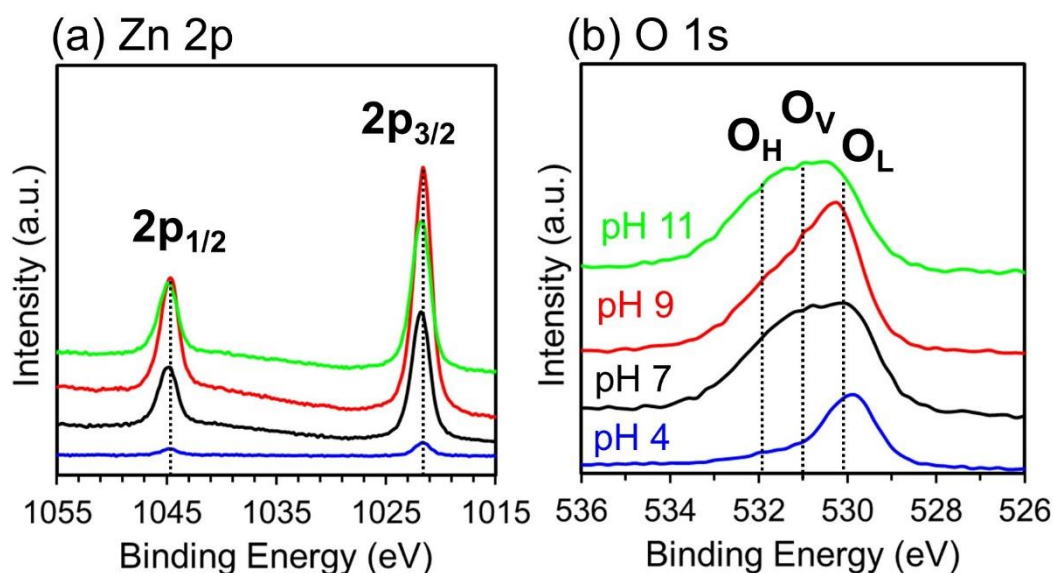 (a) Zn 2p
2p3/2
2p1/2
Intensity (a.u.)
1055 1045 1035 1025 1015
Binding Energy (eV)
(b) O 1s
OH
OV
OL
pH 11
pH 9
pH 7
pH 4
Intensity (a.u.)
536 534 532 530 528 526
Binding Energy (eV)